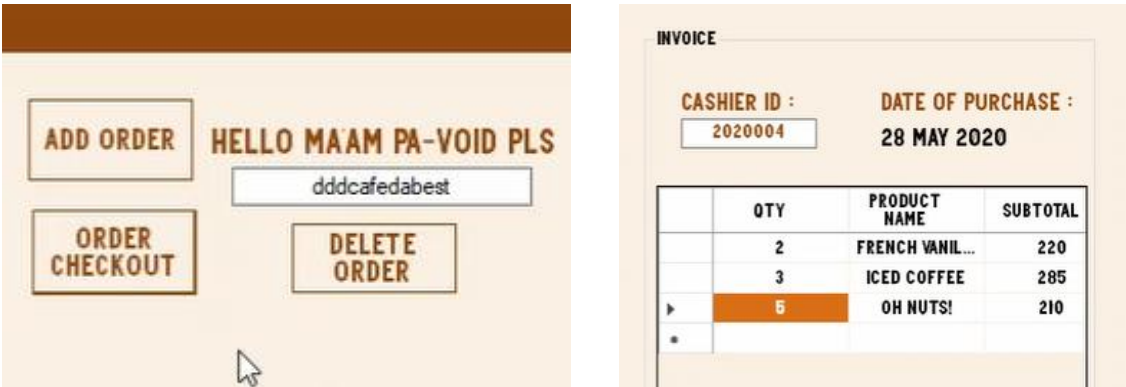 ADD ORDER
HELLO MA'AM PA-VOID PLS
dddcafedabest
ORDER
CHECKOUT
DELETE
ORDER
INVOICE
CASHIER ID :
2020004
DATE OF PURCHASE :
28 MAY 2020
QTY PRODUCT NAME SUBTOTAL
2 FRENCH VANIL... 220
3 ICED COFFEE 285
5 OH NUTS! 210